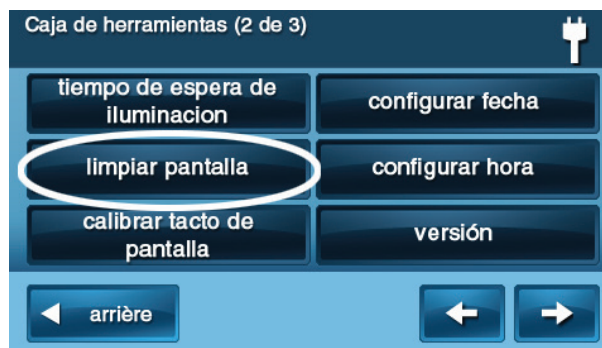 Caja de herramientas (2 de 3)
tiempo de espera de
iluminacion
configurar fecha
limpiar pantalla
configurar hora
calibrar tacto de
pantalla
versión
arrière